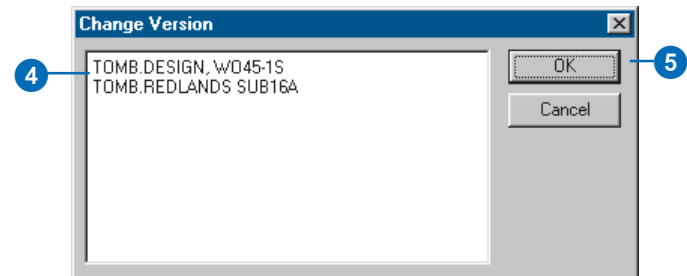 Change Version
4
TOMB.DESIGN, WO45-1S
TOMB.REDLANDS SUB16A
OK
5
Cancel